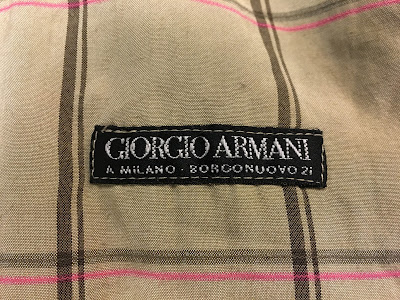 GIORGIO ARMANI
A MILANO · BORGONUOVO 21